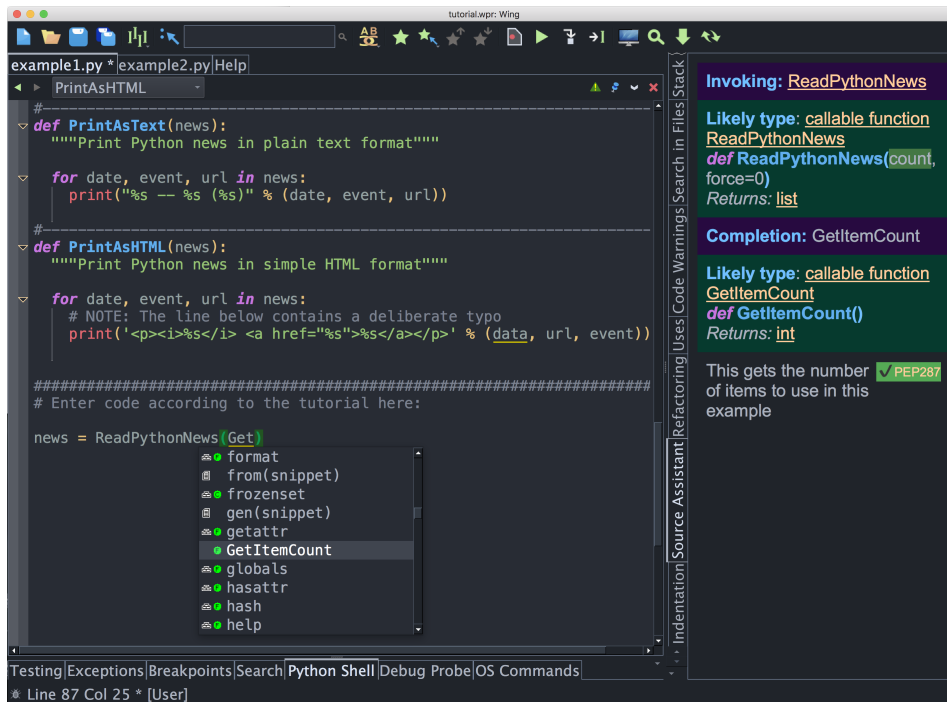 tutorial.wpr: Wing
example1.py * example2.py Help
PrintAsHTML
#---------------------------------------------------------------------
def PrintAsText(news):
"""Print Python news in plain text format"""
for date, event, url in news:
print("%s -- %s (%s)" % (date, event, url))
#---------------------------------------------------------------------
def PrintAsHTML(news):
"""Print Python news in simple HTML format"""
for date, event, url in news:
# NOTE: The line below contains a deliberate typo
print('<p><i>%s</i> <a href="%s">%s</a></p>' % (data, url, event))
######################################################################
# Enter code according to the tutorial here:
news = ReadPythonNews(Get)
format
from(snippet)
frozenset
gen(snippet)
getattr
GetItemCount
globals
hasattr
hash
help
Testing Exceptions Breakpoints Search Python Shell Debug Probe OS Commands
Line 87 Col 25 * [User]
Stack
Search in Files
Code Warnings
Uses
Refactoring
Source Assistant
Indentation
Invoking: ReadPythonNews
Likely type: callable function
ReadPythonNews
def ReadPythonNews(count,
force=0)
Returns: list
Completion: GetItemCount
Likely type: callable function
GetItemCount
def GetItemCount()
Returns: int
This gets the number ✓PEP287
of items to use in this
example